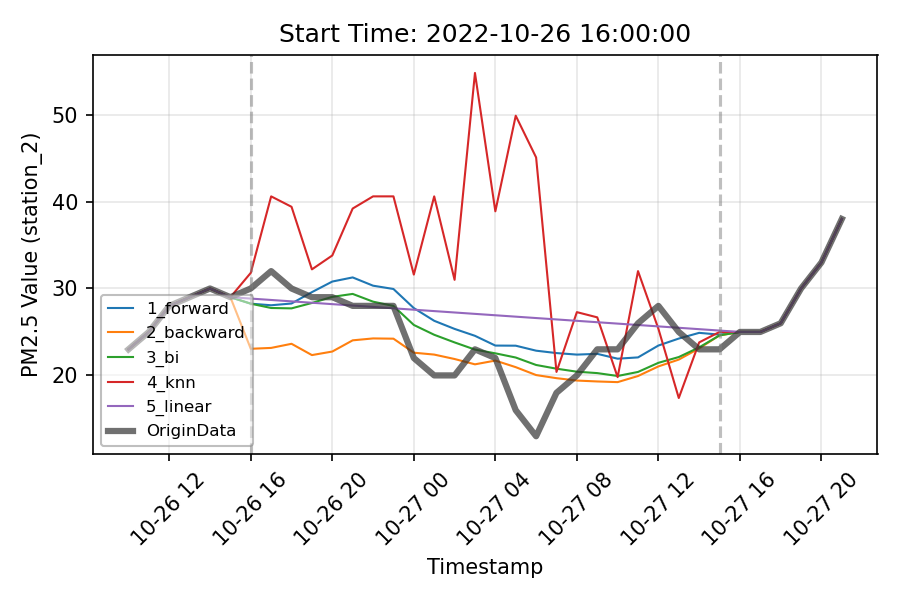 Start Time: 2022-10-26 16:00:00
PM2.5 Value (station_2)
50
40
30
20
1_forward
2_backward
3_bi
4_knn
5_linear
OriginData
10-26 12
10-26 16
10-26 20
10-27 00
10-27 04
10-27 08
10-27 12
10-27 16
10-27 20
Timestamp